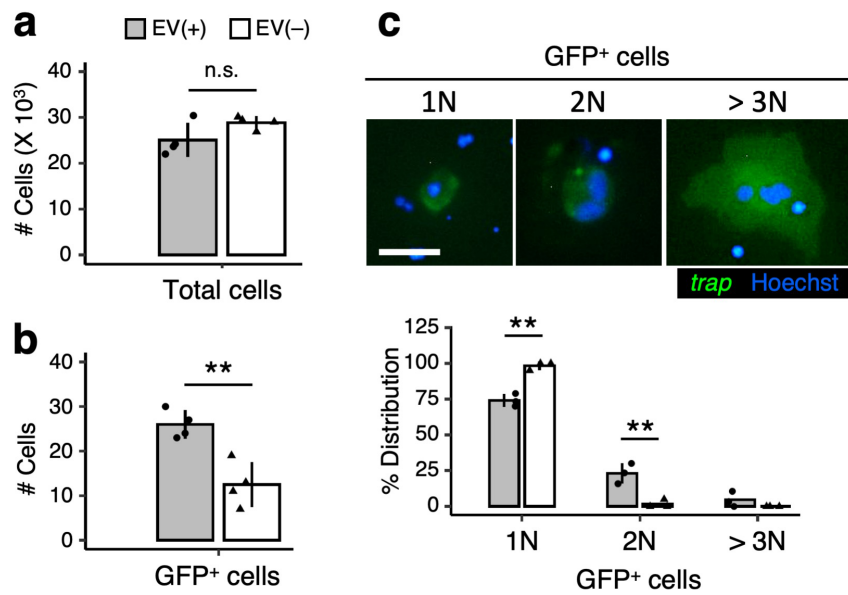 a
EV(+) EV(–)
n.s.
40
30
20
10
0
# Cells (X 10³)
Total cells
b
**
40
30
20
10
0
# Cells
GFP⁺ cells
c
GFP⁺ cells
1N 2N > 3N
trap Hoechst
125
100
75
50
25
0
% Distribution
**
**
1N 2N > 3N
GFP⁺ cells